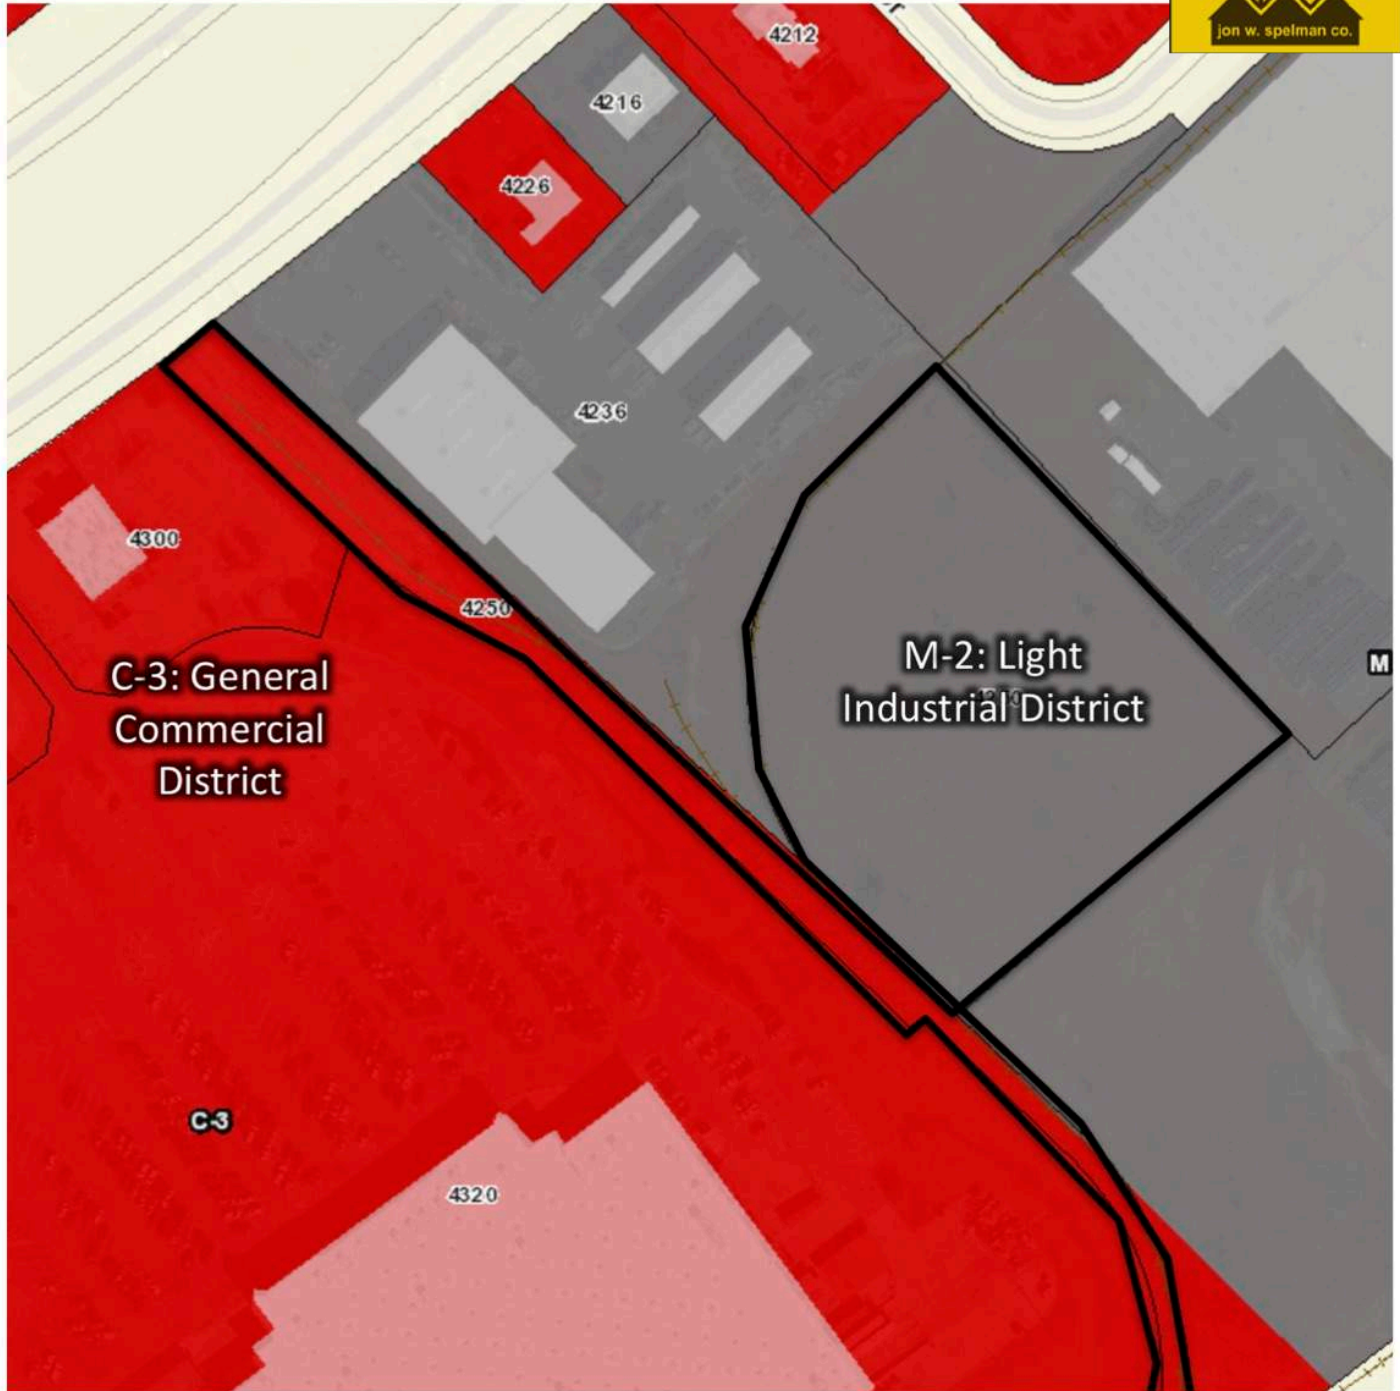 jon w. spelman co.
4212
4216
4226
4236
4300
4250
C-3: General
Commercial
District
M-2: Light
Industrial District
M
C-3
4320